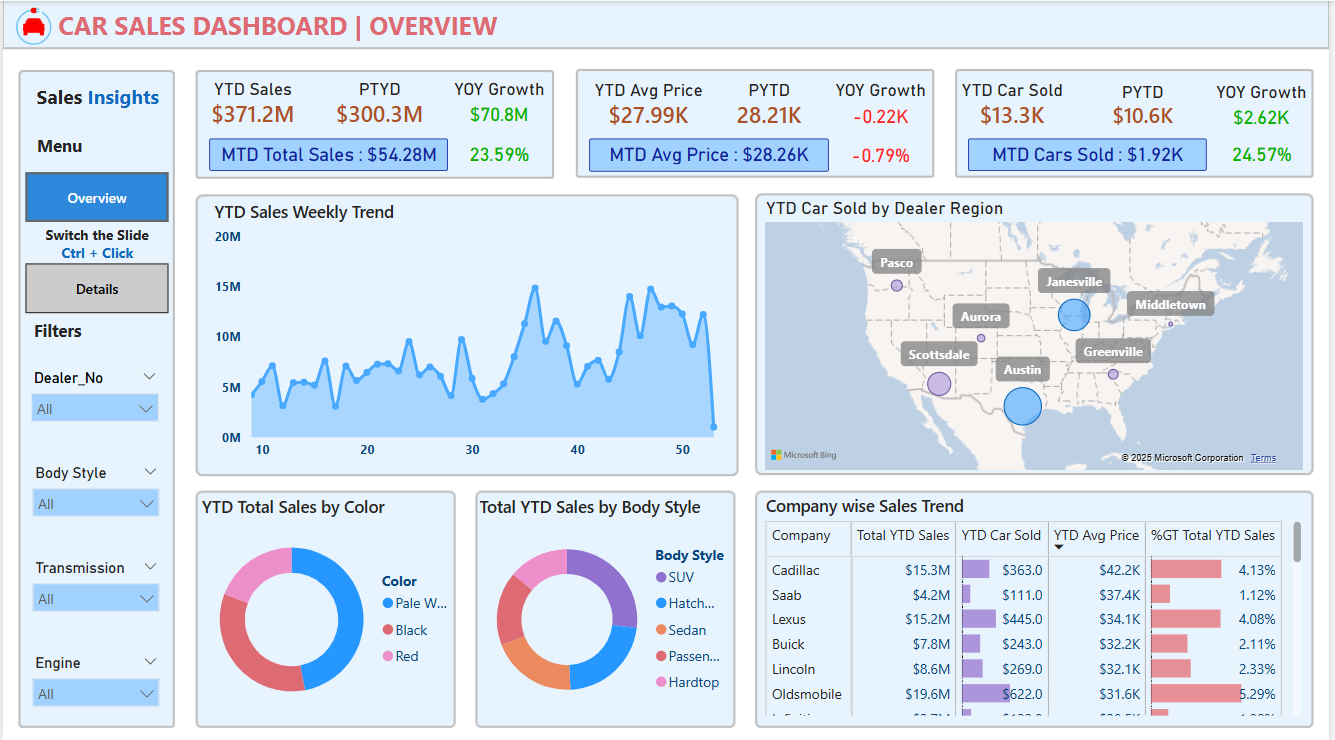 CAR SALES DASHBOARD | OVERVIEW
Sales Insights
Menu
Overview
Switch the Slide
Ctrl + Click
Details
Filters
Dealer_No
All
Body Style
All
Transmission
All
Engine
All
YTD Sales PTYD YOY Growth
$371.2M $300.3M $70.8M
MTD Total Sales : $54.28M 23.59%
YTD Avg Price PYTD YOY Growth
$27.99K 28.21K -0.22K
MTD Avg Price : $28.26K -0.79%
YTD Car Sold PYTD YOY Growth
$13.3K $10.6K $2.62K
MTD Cars Sold : $1.92K 24.57%
YTD Sales Weekly Trend
20M
15M
10M
5M
0M
10 20 30 40 50
YTD Car Sold by Dealer Region
Pasco
Janesville
Middletown
Aurora
Scottsdale
Greenville
Austin
Microsoft Bing
© 2025 Microsoft Corporation Terms
YTD Total Sales by Color
Color
Pale W...
Black
Red
Total YTD Sales by Body Style
Body Style
SUV
Hatch...
Sedan
Passen...
Hardtop
Company wise Sales Trend
Company Total YTD Sales YTD Car Sold YTD Avg Price %GT Total YTD Sales
Cadillac $15.3M $363.0 $42.2K 4.13%
Saab $4.2M $111.0 $37.4K 1.12%
Lexus $15.2M $445.0 $34.1K 4.08%
Buick $7.8M $243.0 $32.2K 2.11%
Lincoln $8.6M $269.0 $32.1K 2.33%
Oldsmobile $19.6M $622.0 $31.6K 5.29%